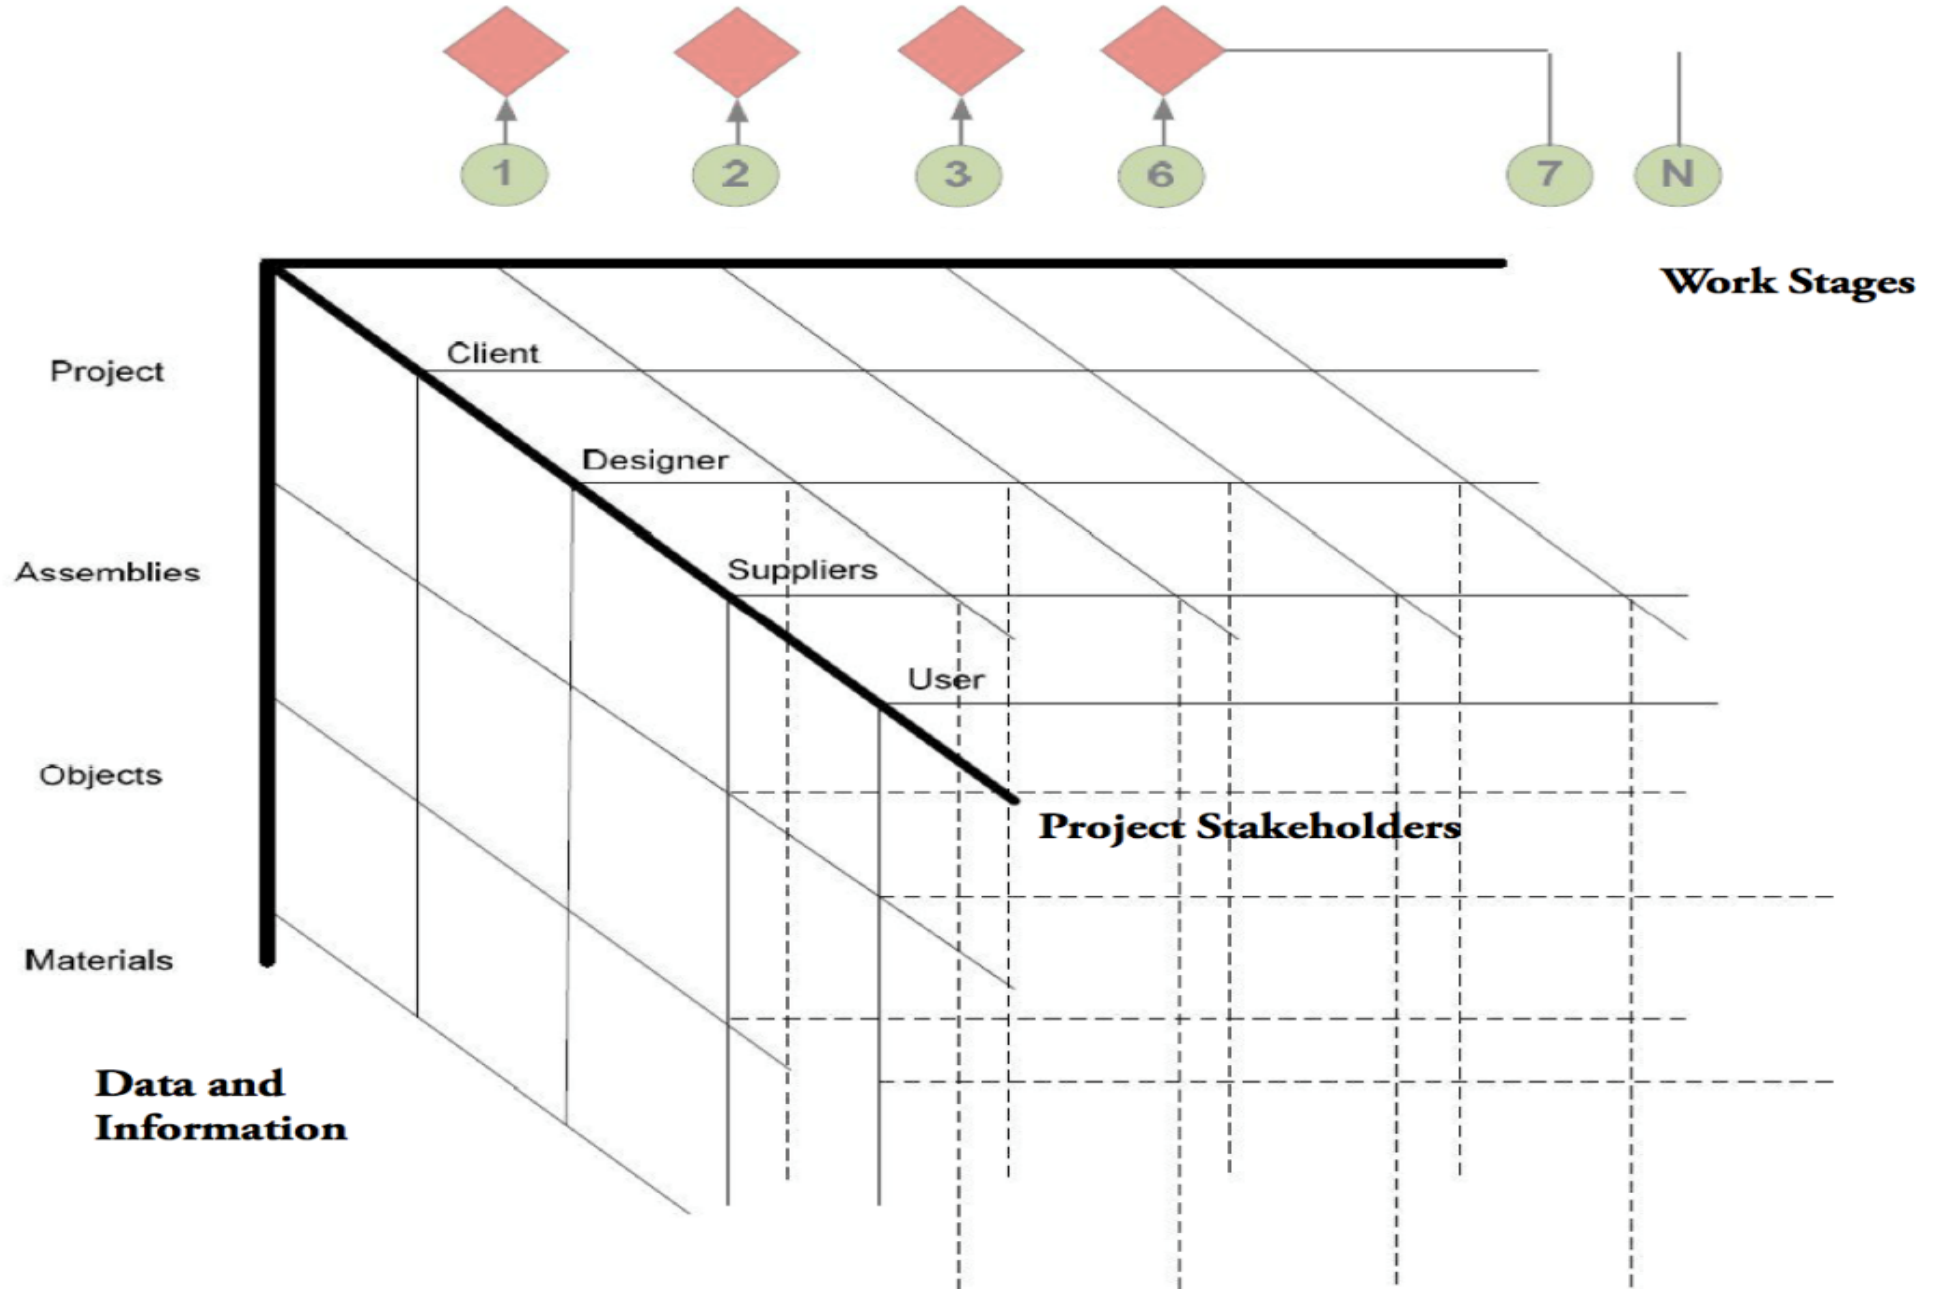 1
2
3
6
7
N
Work Stages
Client
Project
Designer
Suppliers
Assemblies
User
Objects
Project Stakeholders
Materials
Data and
Information